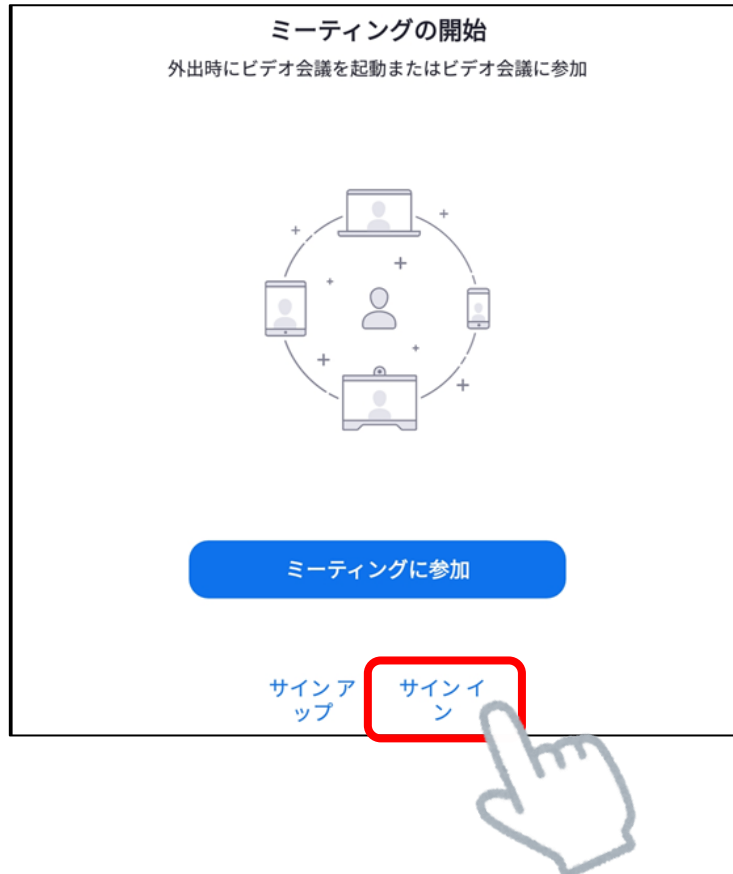 ミーティングの開始
外出時にビデオ会議を起動またはビデオ会議に参加
ミーティングに参加
サイン ア
ップ
サイン イ
ン